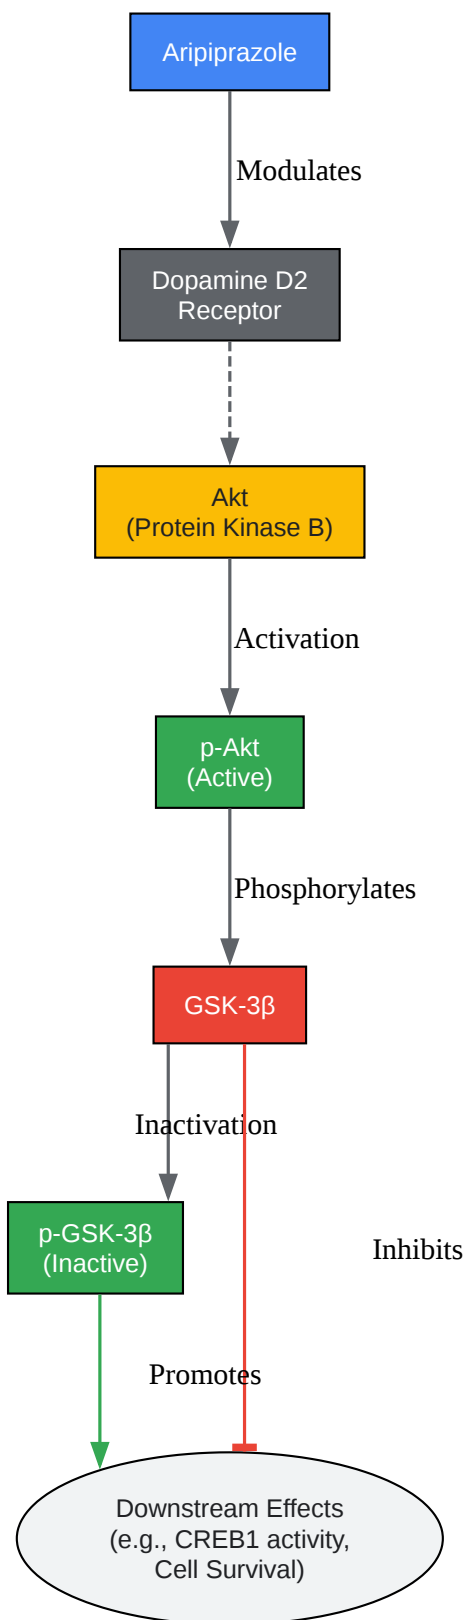 Aripiprazole
Modulates
Dopamine D2
Receptor
Akt
(Protein Kinase B)
Activation
p-Akt
(Active)
Phosphorylates
GSK-3β
Inactivation
p-GSK-3β
(Inactive)
Inhibits
Promotes
Downstream Effects
(e.g., CREB1 activity,
Cell Survival)